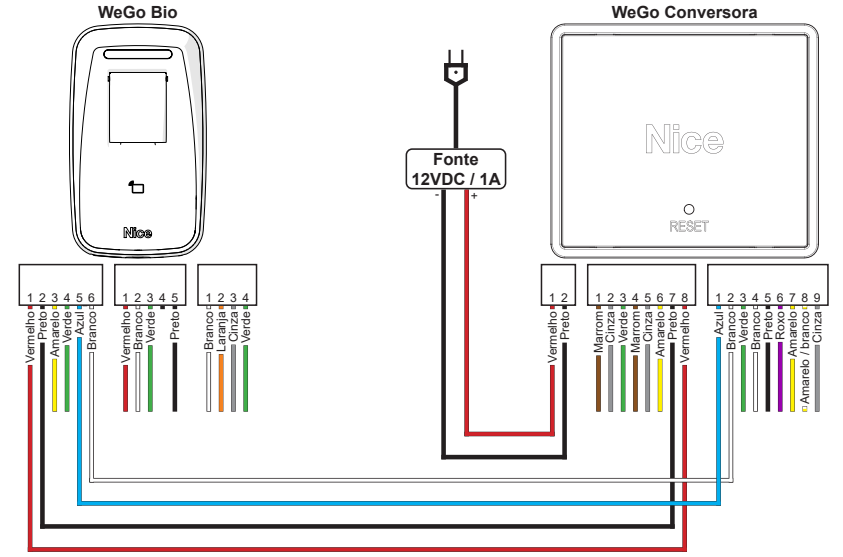 WeGo Bio
WeGo Conversora
Nice
Fonte
12VDC / 1A
- +
Nice
RESET
1 2 3 4 5 6
Vermelho
Preto
Amarelo
Verde
Azul
Branco
1 2 3 4 5
Vermelho
Branco
Verde
Preto
1 2 3 4
Branco
Laranja
Cinza
Verde
1 2
Vermelho
Preto
1 2 3 4 5 6 7 8
Marrom
Cinza
Verde
Marrom
Cinza
Amarelo
Preto
Vermelho
1 2 3 4 5 6 7 8 9
Azul
Branco
Verde
Branco
Preto
Roxo
Amarelo
Amarelo / branco
Cinza